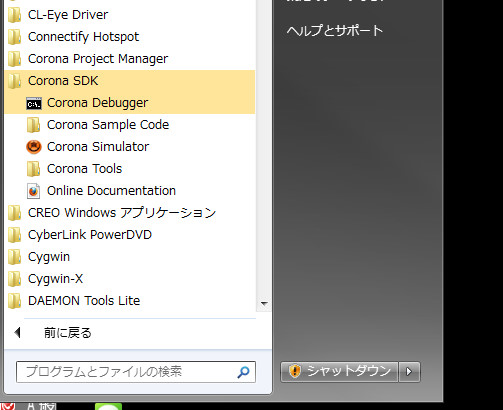 CL-Eye Driver
Connectify Hotspot
Corona Project Manager
Corona SDK
Corona Debugger
Corona Sample Code
Corona Simulator
Corona Tools
Online Documentation
CREO Windows アプリケーション
CyberLink PowerDVD
Cygwin
Cygwin-X
DAEMON Tools Lite
前に戻る
プログラムとファイルの検索
ヘルプとサポート
シャットダウン